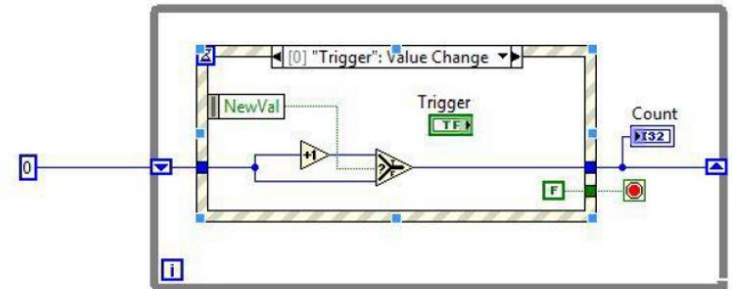 [0] "Trigger": Value Change
NewVal
Trigger
TF
Count
I32
0
+1
?
T
F
F
i